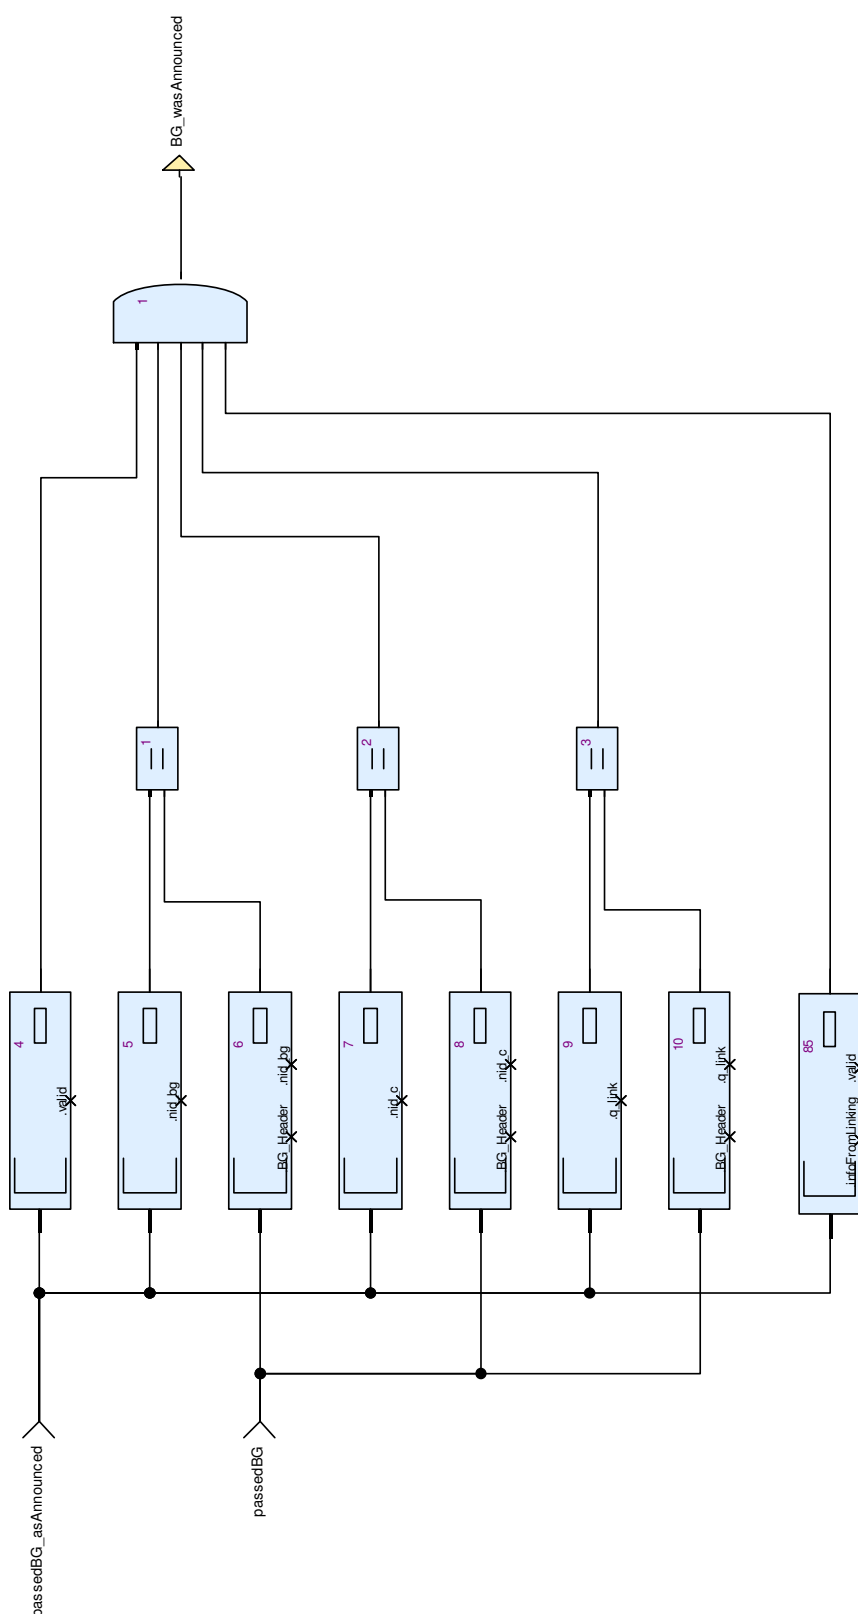 BG_wasAnnounced
1
1
2
3
4
.valid
5
.nid_bg
6
BG_Header
.nid_bg
7
.nid_c
8
BG_Header
.nid_c
9
.q_link
10
BG_Header
.q_link
85
infoFromLinking
.valid
passedBG_asAnnounced
passedBG